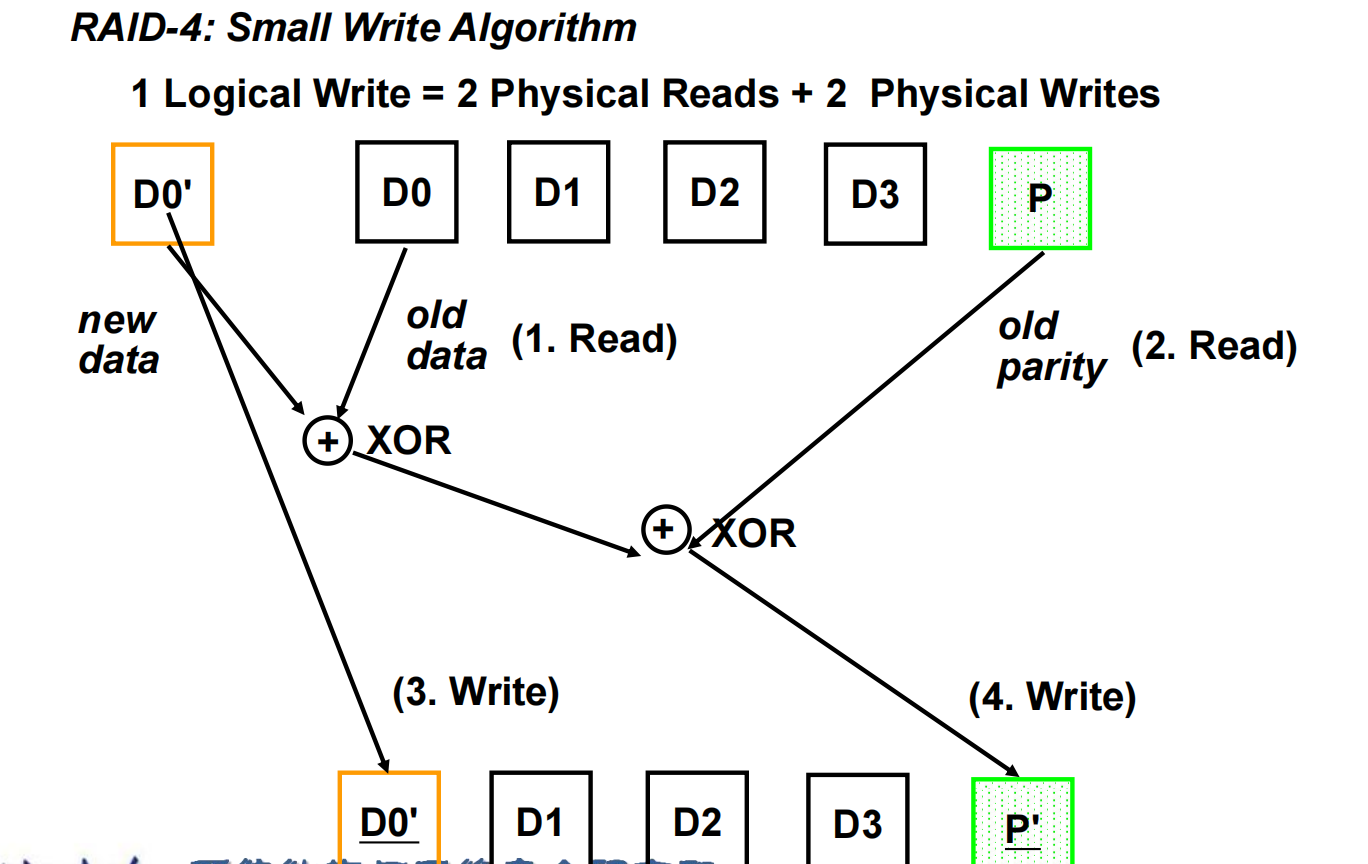 RAID-4: Small Write Algorithm
1 Logical Write = 2 Physical Reads + 2 Physical Writes
D0' D0 D1 D2 D3 P
new
data
old
data
(1. Read)
old
parity
(2. Read)
+ XOR
+ XOR
(3. Write)
(4. Write)
D0' D1 D2 D3 P'